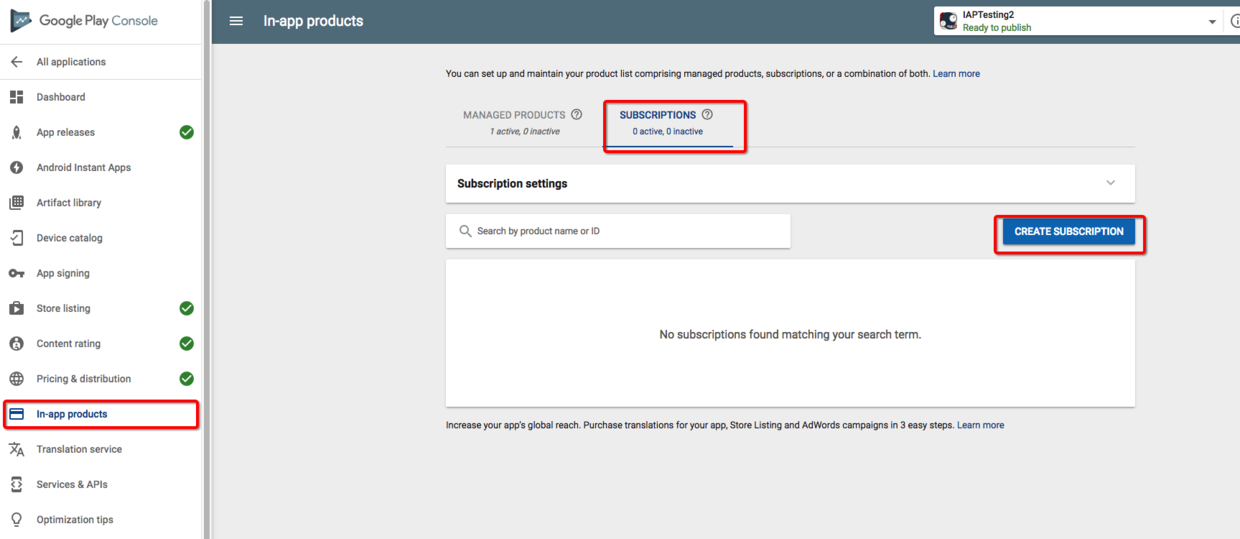 Google Play Console
In-app products
IAPTesting2
Ready to publish
All applications
Dashboard
App releases
Android Instant Apps
Artifact library
Device catalog
App signing
Store listing
Content rating
Pricing & distribution
In-app products
Translation service
Services & APIs
Optimization tips
You can set up and maintain your product list comprising managed products, subscriptions, or a combination of both. Learn more
MANAGED PRODUCTS
1 active, 0 inactive
SUBSCRIPTIONS
0 active, 0 inactive
Subscription settings
Search by product name or ID
CREATE SUBSCRIPTION
No subscriptions found matching your search term.
Increase your app's global reach. Purchase translations for your app, Store Listing and AdWords campaigns in 3 easy steps. Learn more